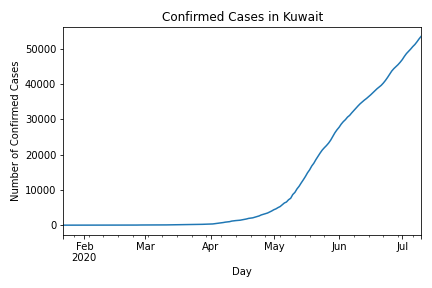 Confirmed Cases in Kuwait
Number of Confirmed Cases
50000
40000
30000
20000
10000
0
Feb Mar Apr May Jun Jul
2020
Day